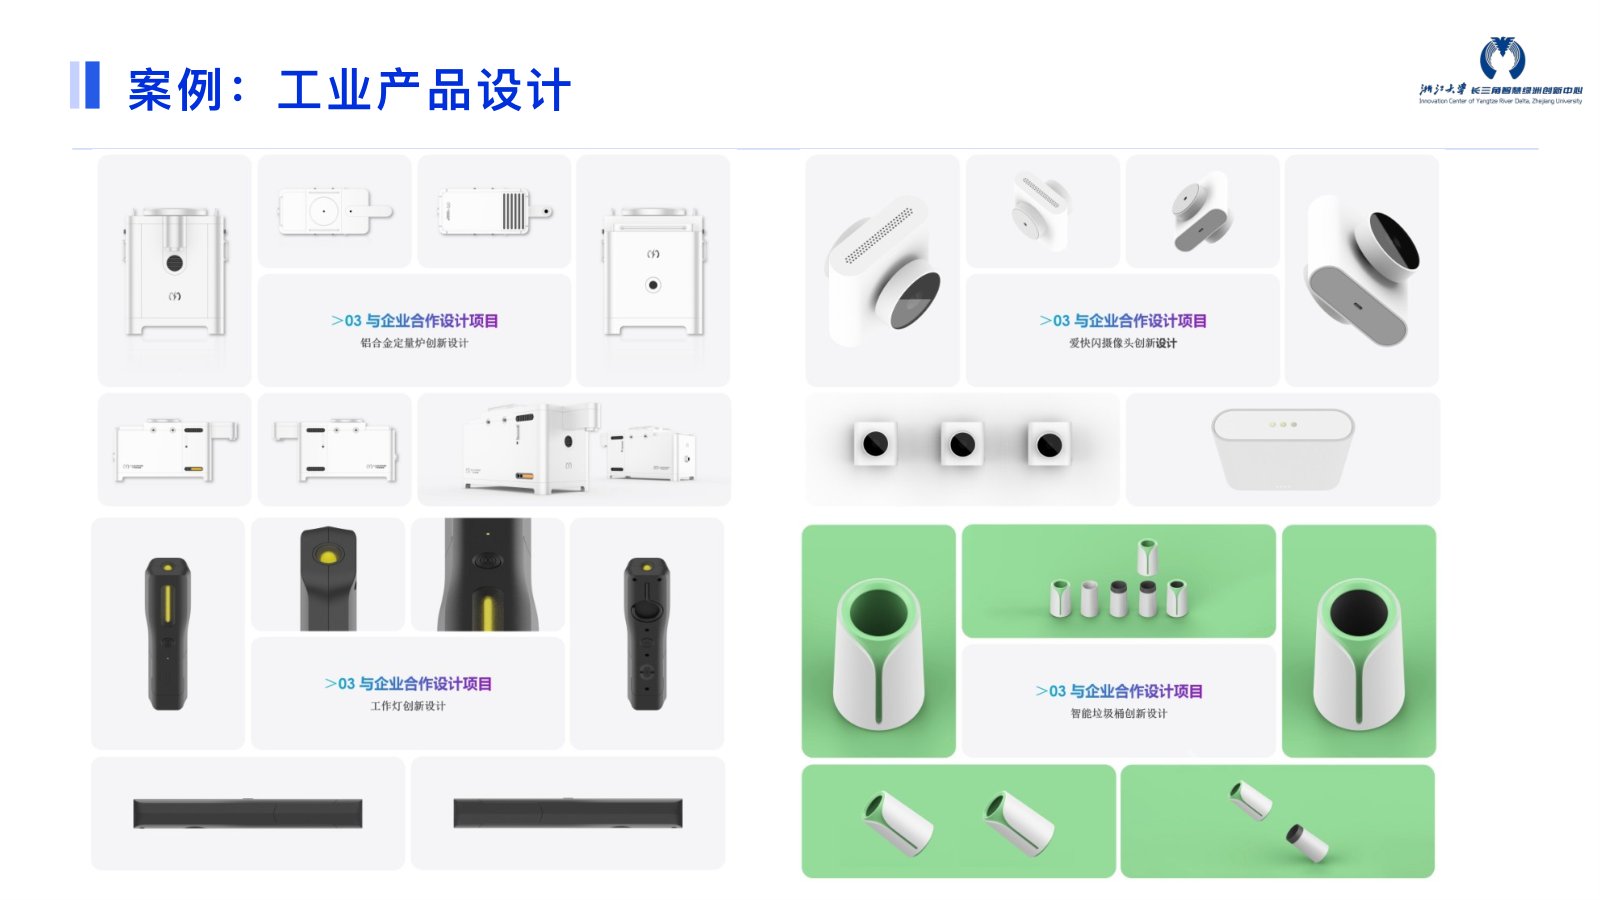 案例：工业产品设计
浙江大学 长三角智慧绿洲创新中心
Innovation Center of Yangtze River Delta, Zhejiang University
>03 与企业合作设计项目
铝合金定量炉创新设计
>03 与企业合作设计项目
爱快闪摄像头创新设计
>03 与企业合作设计项目
工作灯创新设计
>03 与企业合作设计项目
智能垃圾桶创新设计